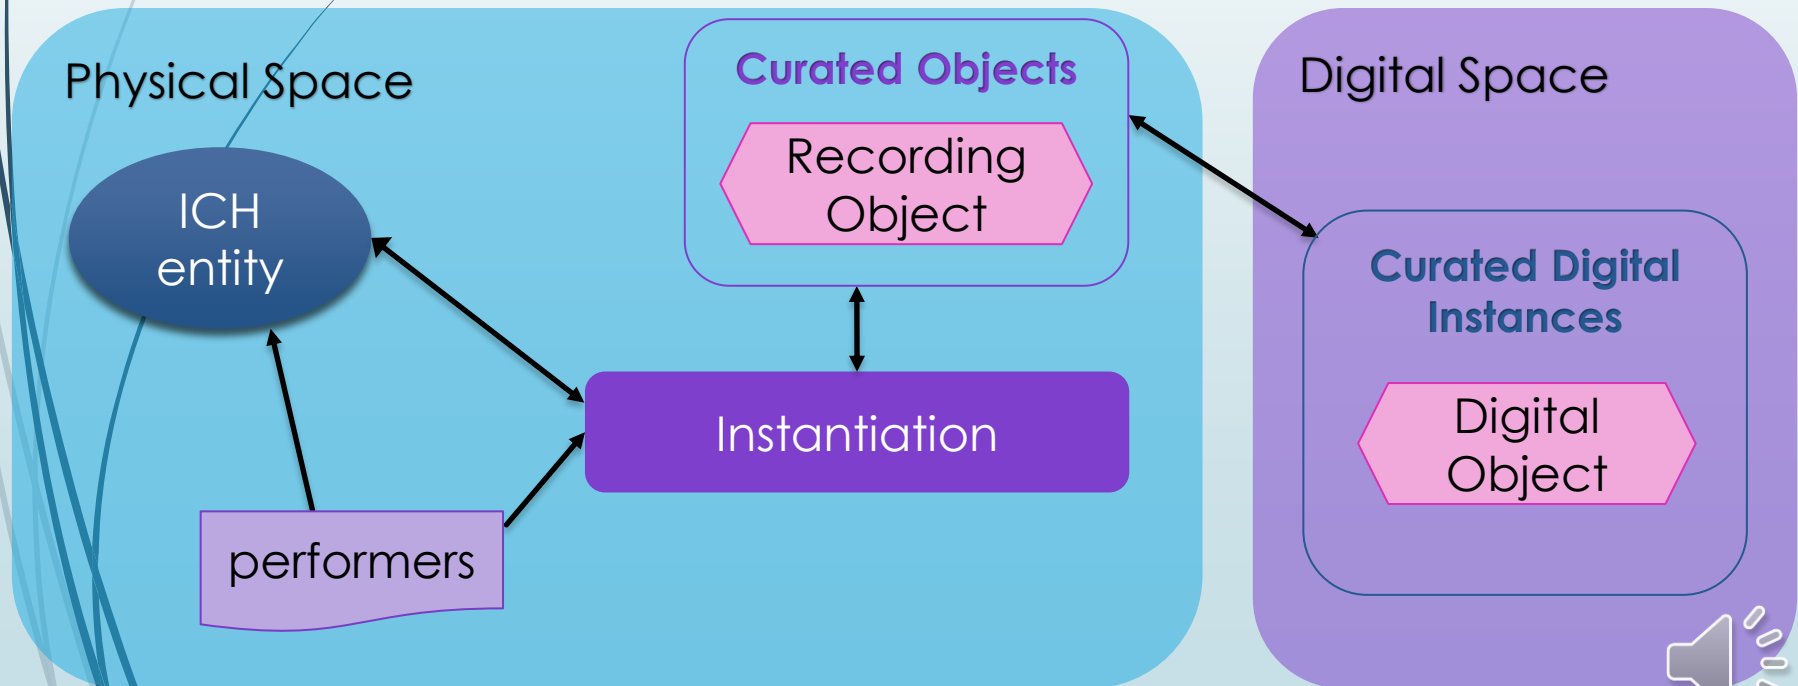 Physical Space
Curated Objects
Recording
Object
ICH
entity
Instantiation
performers
Digital Space
Curated Digital
Instances
Digital
Object